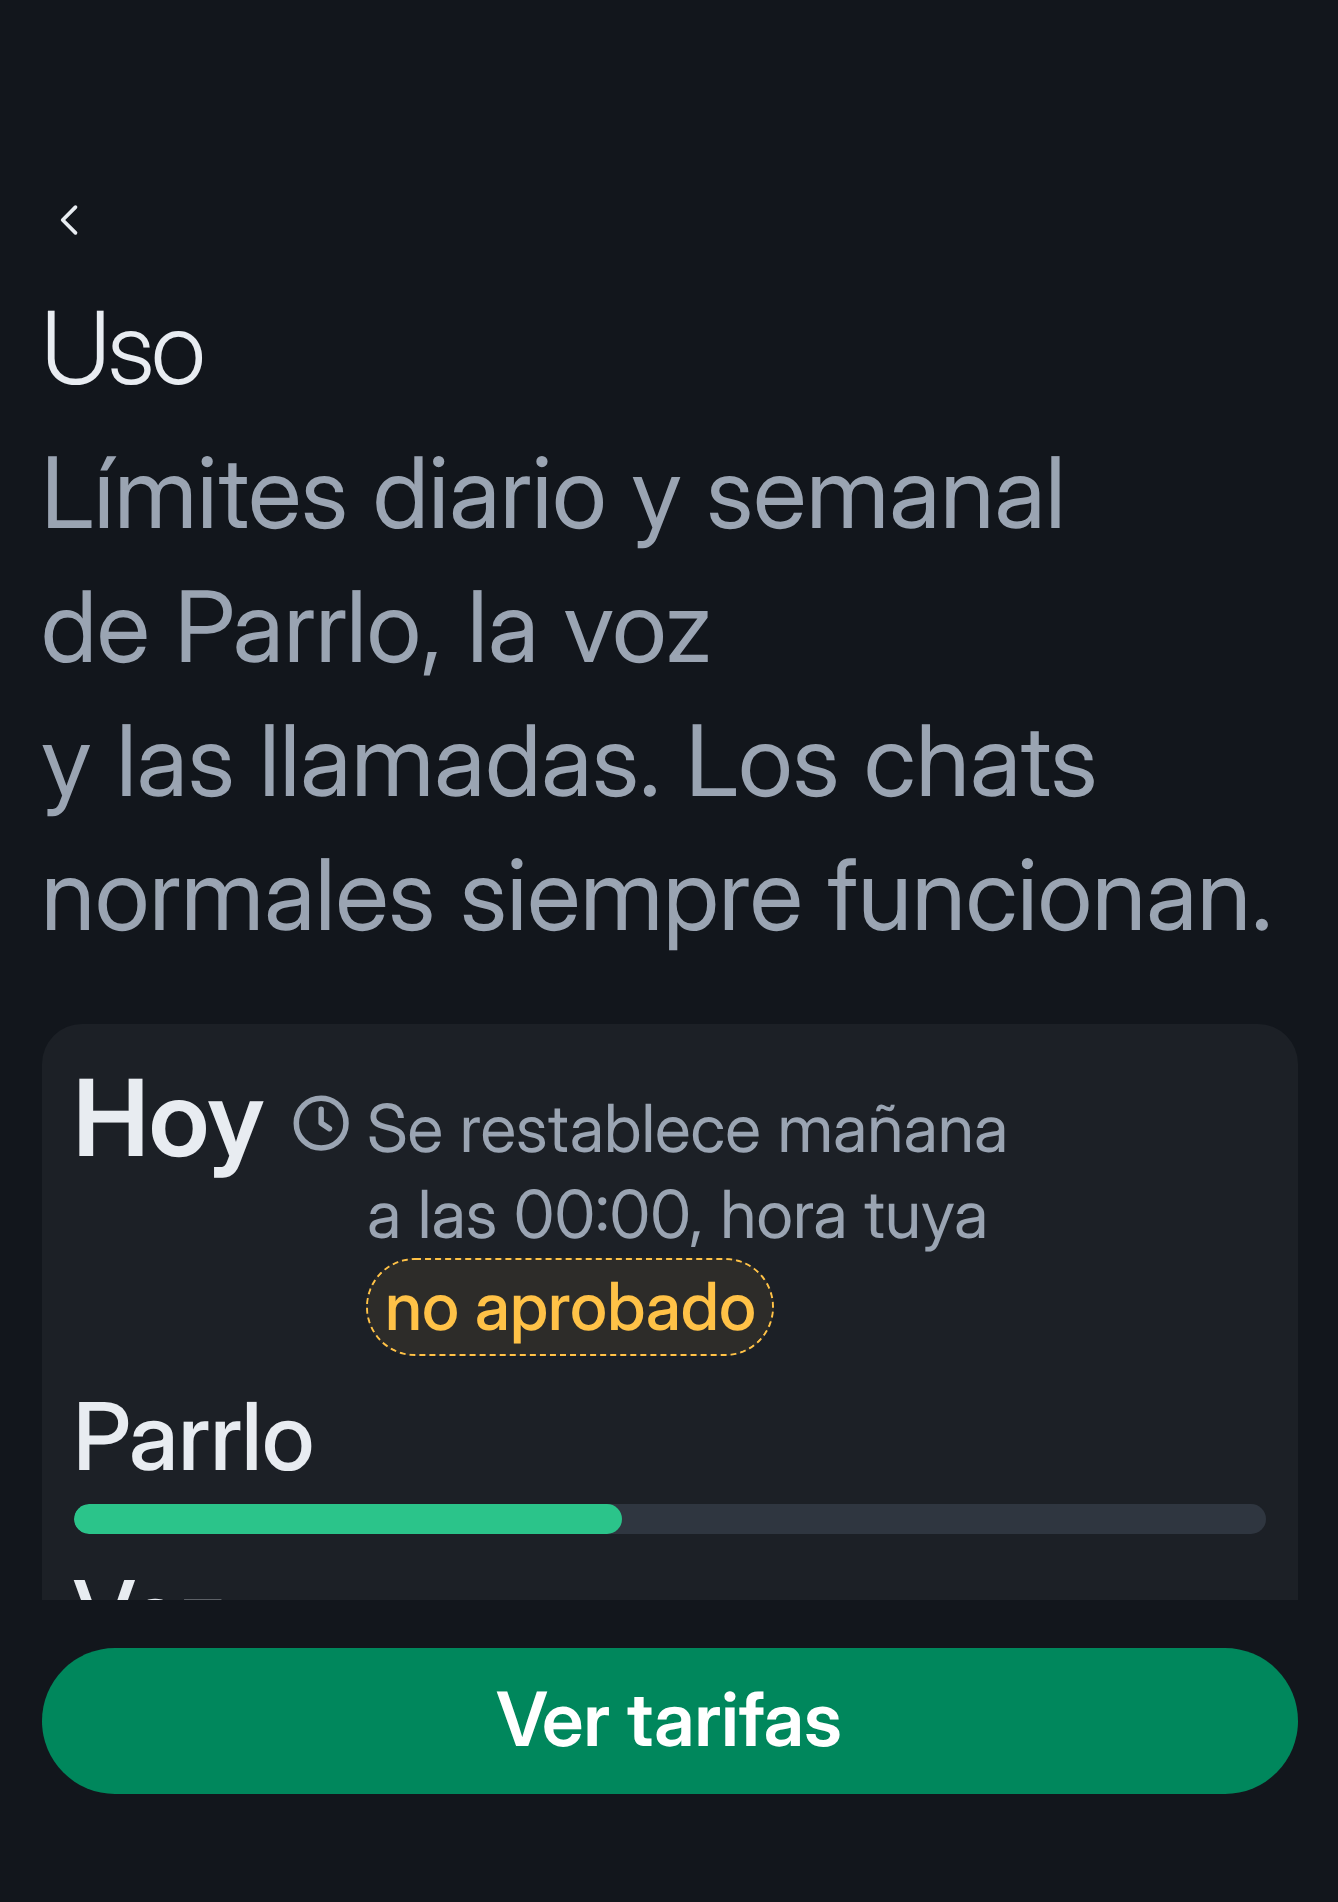 Uso
Límites diario y semanal
de Parrlo, la voz
y las llamadas. Los chats
normales siempre funcionan.
Hoy
Se restablece mañana
a las 00:00, hora tuya
no aprobado
Parrlo
Ver tarifas